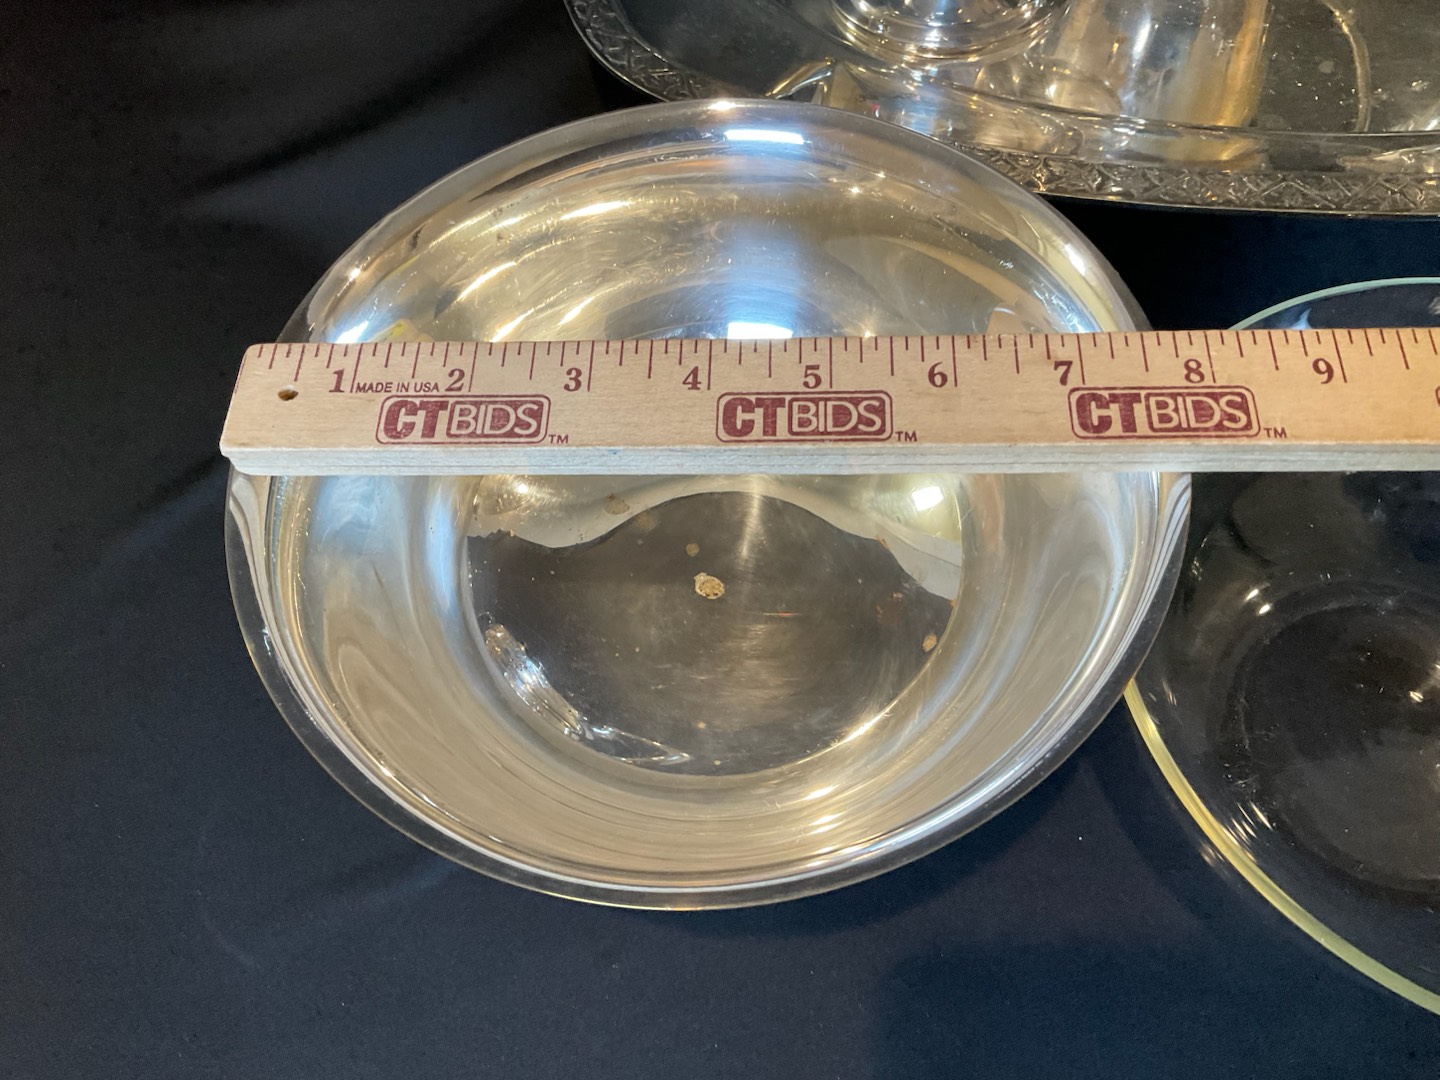 1 MADE IN USA 2 3 4 5 6 7 8 9
CTBIDS™ CTBIDS™ CTBIDS™